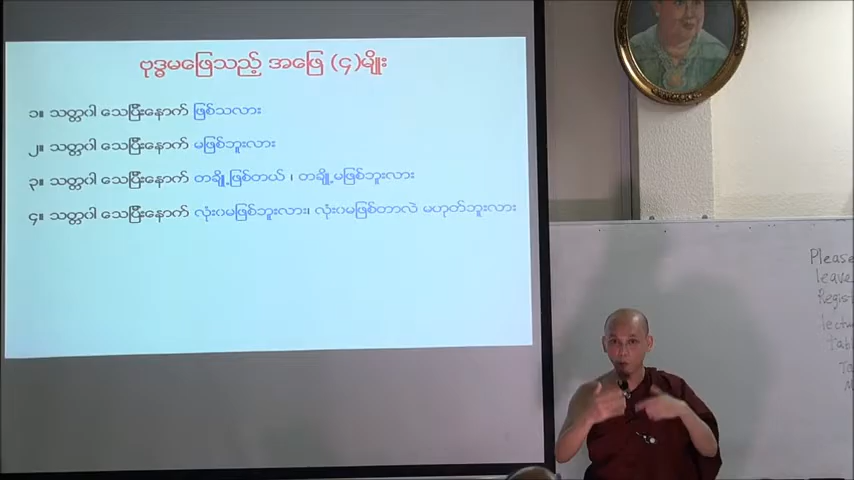 ဗုဒ္ဓမဖြေသည့် အဖြေ (၄)မျိုး
၁။ သတ္တဝါ သေပြီးနောက် ဖြစ်သလား
၂။ သတ္တဝါ သေပြီးနောက် မဖြစ်ဘူးလား
၃။ သတ္တဝါ သေပြီးနောက် တချို့ဖြစ်တယ် ၊ တချို့မဖြစ်ဘူးလား
၄။ သတ္တဝါ သေပြီးနောက် လုံးဝမဖြစ်ဘူးလား၊ လုံးဝမဖြစ်တာလဲ မဟုတ်ဘူးလား
Please
leave
Regist
lectu